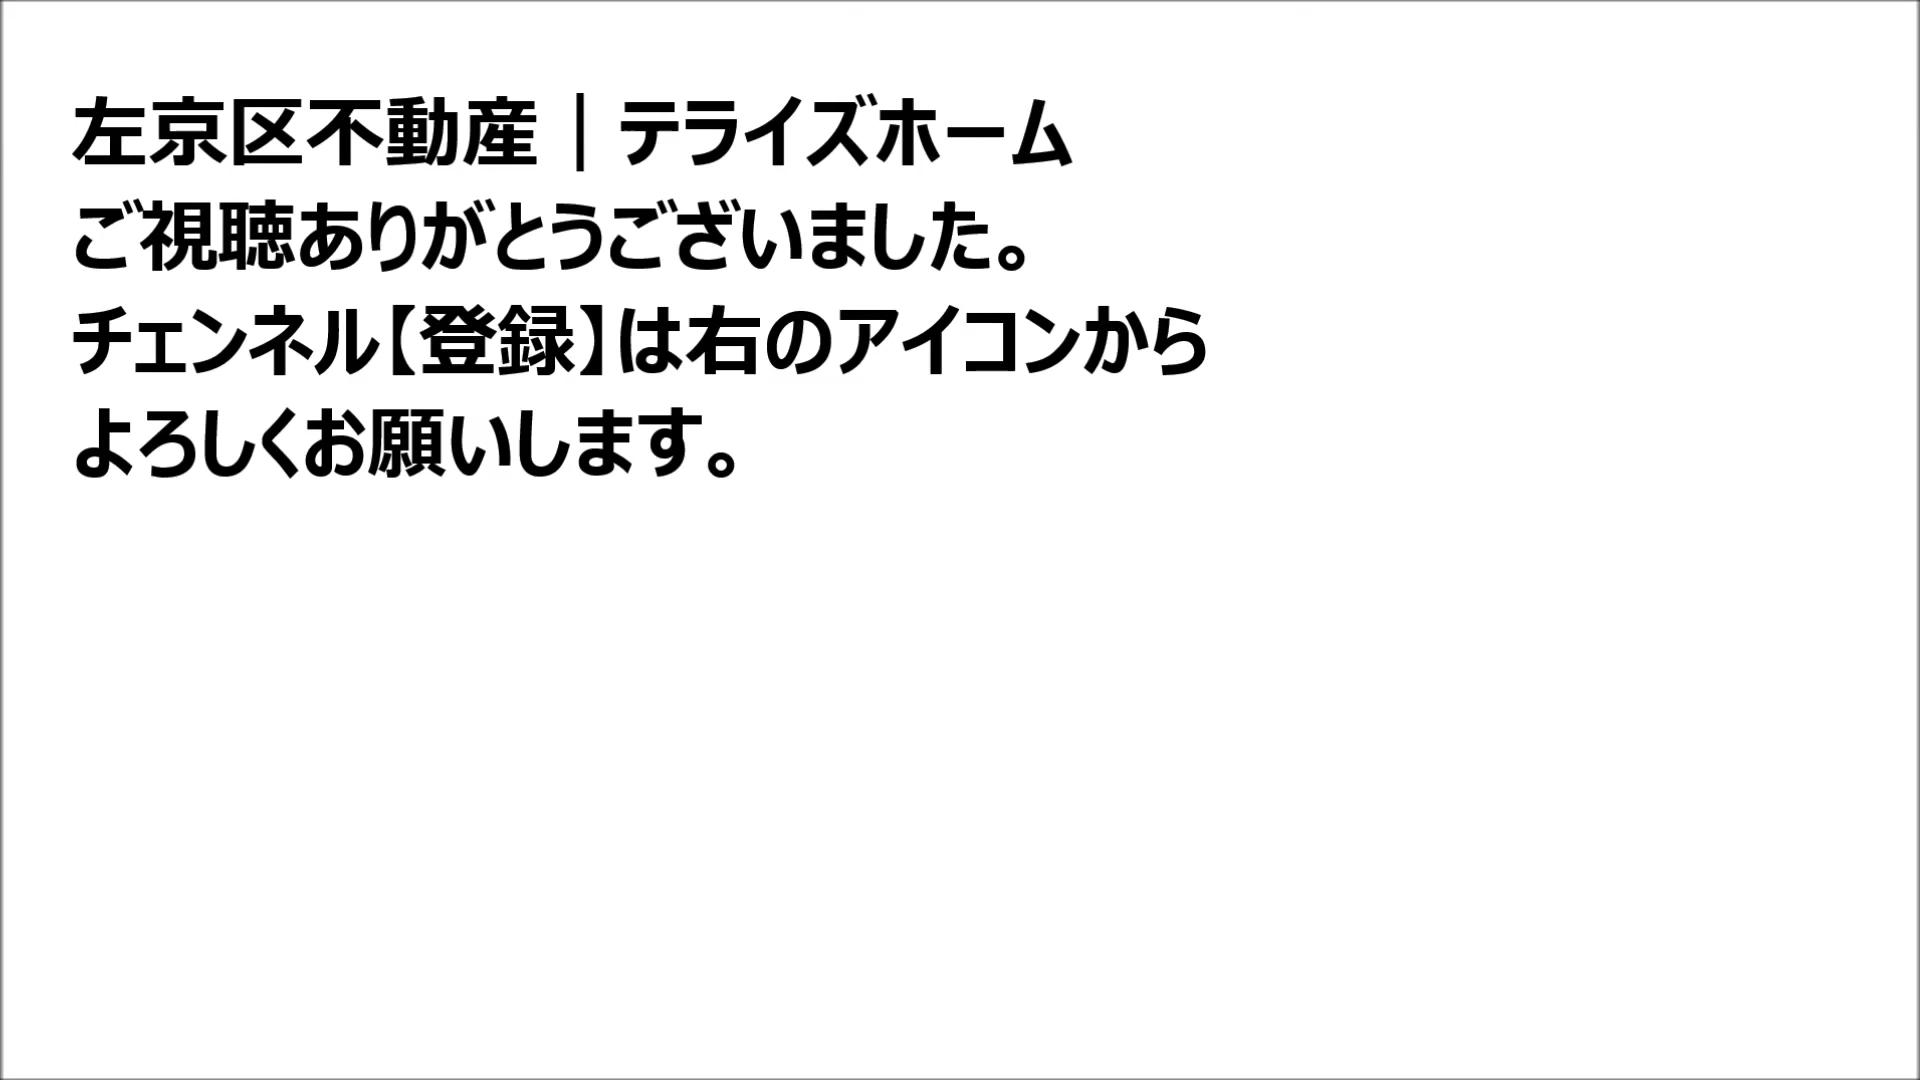 左京区不動産｜テライズホーム
ご視聴ありがとうございました。
チェンネル【登録】は右のアイコンから
よろしくお願いします。